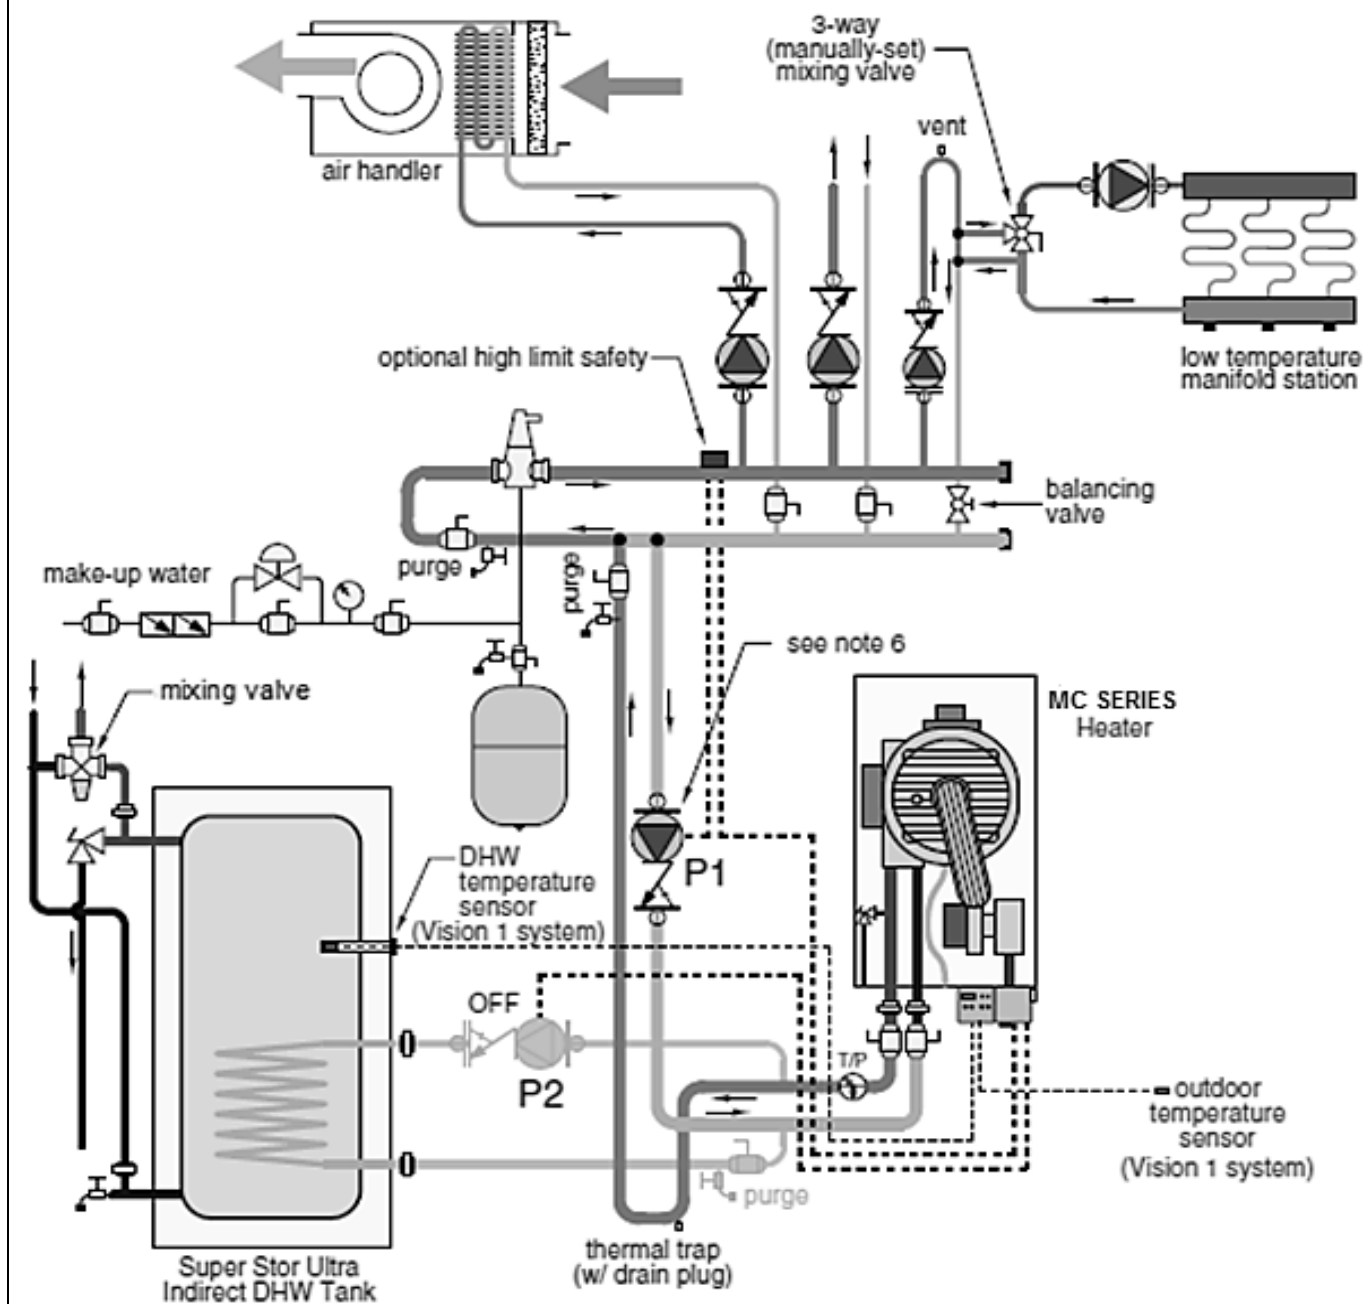 3-way
(manually-set)
mixing valve
vent
air handler
optional high limit safety
low temperature
manifold station
balancing
valve
purge
purge
make-up water
see note 6
mixing valve
MC SERIES
Heater
DHW
temperature
sensor
(Vision 1 system)
P1
OFF
P2
T/P
outdoor
temperature
sensor
(Vision 1 system)
purge
thermal trap
(w/ drain plug)
Super Stor Ultra
Indirect DHW Tank